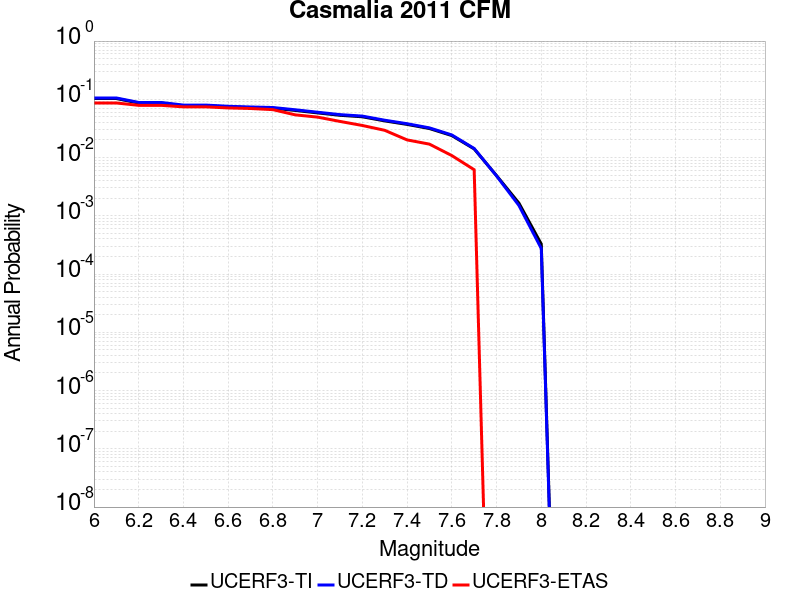 Casmalia 2011 CFM
Annual Probability
10^0
10^-1
10^-2
10^-3
10^-4
10^-5
10^-6
10^-7
10^-8
6 6.2 6.4 6.6 6.8 7 7.2 7.4 7.6 7.8 8 8.2 8.4 8.6 8.8 9
Magnitude
UCERF3-TI UCERF3-TD UCERF3-ETAS